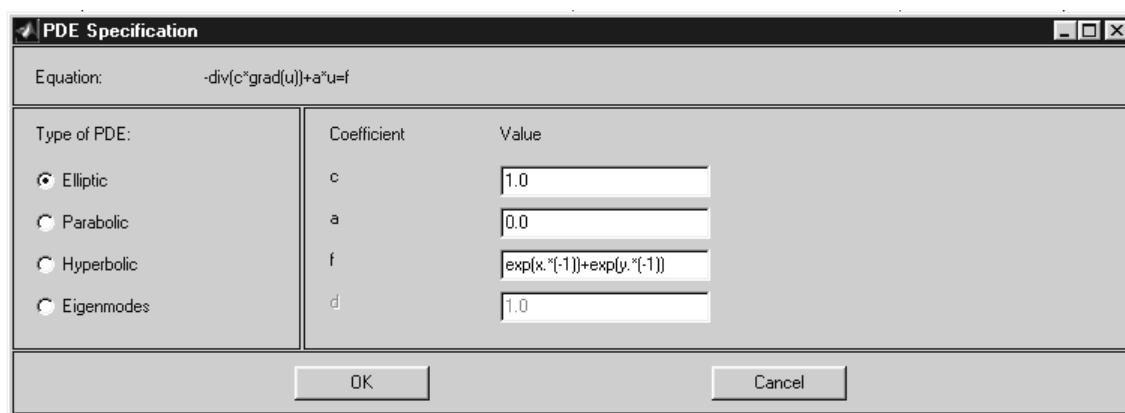 PDE Specification
Equation: -div(c*grad(u))+a*u=f
Type of PDE: Coefficient Value
Elliptic c 1.0
Parabolic a 0.0
Hyperbolic f exp(x.*(-1))+exp(y.*(-1))
Eigenmodes d 1.0
OK Cancel